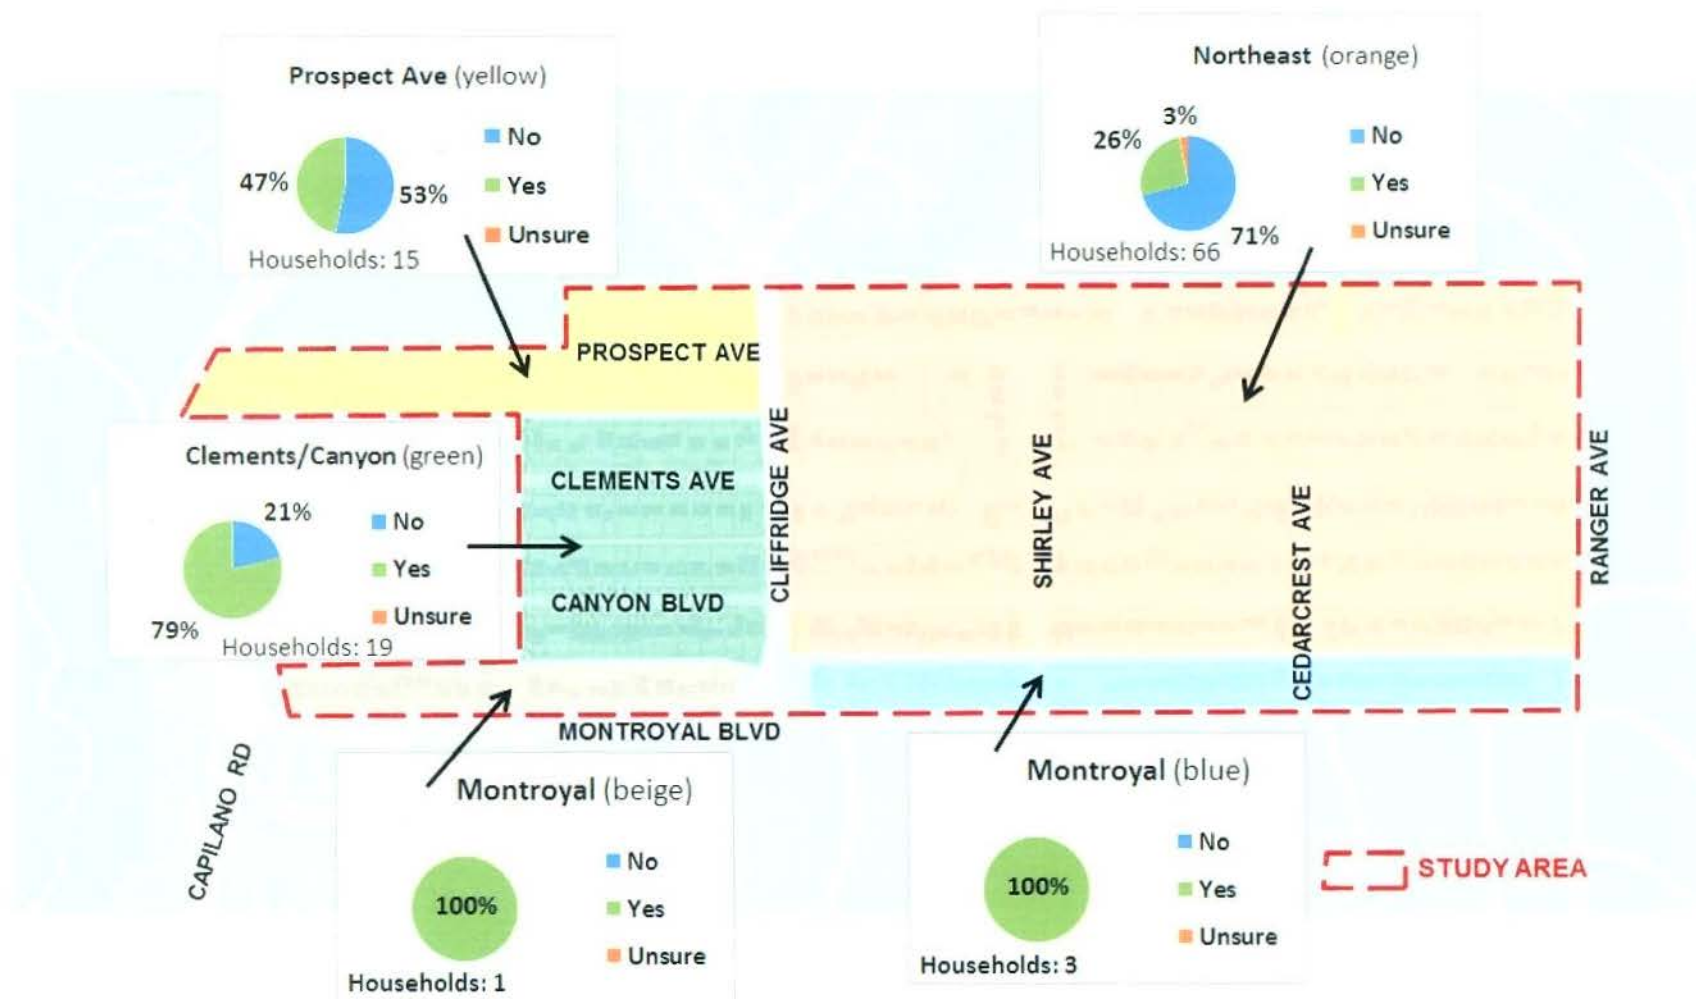 Prospect Ave (yellow)
No
Yes
Unsure
47%
53%
Households: 15
Northeast (orange)
3%
26%
71%
No
Yes
Unsure
Households: 66
PROSPECT AVE
Clements/Canyon (green)
21%
79%
No
Yes
Unsure
Households: 19
CLEMENTS AVE
CANYON BLVD
CLIFFRIDGE AVE
SHIRLEY AVE
CEDARCREST AVE
RANGER AVE
MONTROYAL BLVD
CAPILANO RD
Montroyal (beige)
100%
No
Yes
Unsure
Households: 1
Montroyal (blue)
100%
No
Yes
Unsure
Households: 3
STUDY AREA